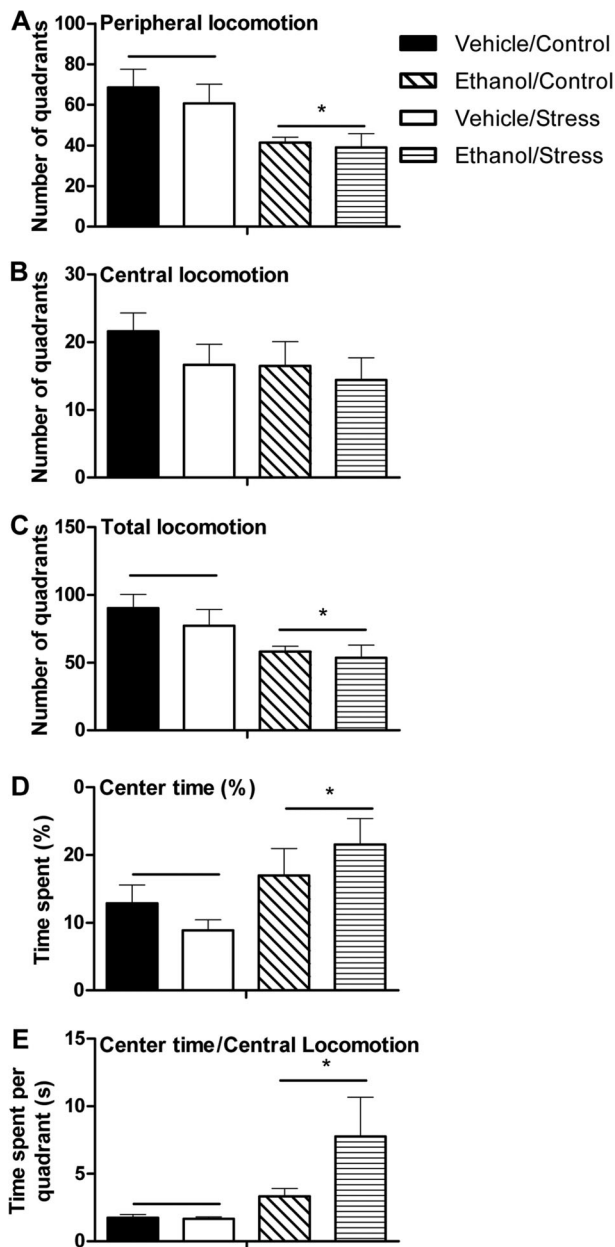 A Peripheral locomotion
Number of quadrants
100
80
60
40
20
0
*
Vehicle/Control
Ethanol/Control
Vehicle/Stress
Ethanol/Stress
B Central locomotion
Number of quadrants
30
20
10
0
C Total locomotion
Number of quadrants
150
100
50
0
*
D Center time (%)
Time spent (%)
0
20
10
0
*
E Center time/Central Locomotion
Time spent per
quadrant (s)
15
10
5
0
*